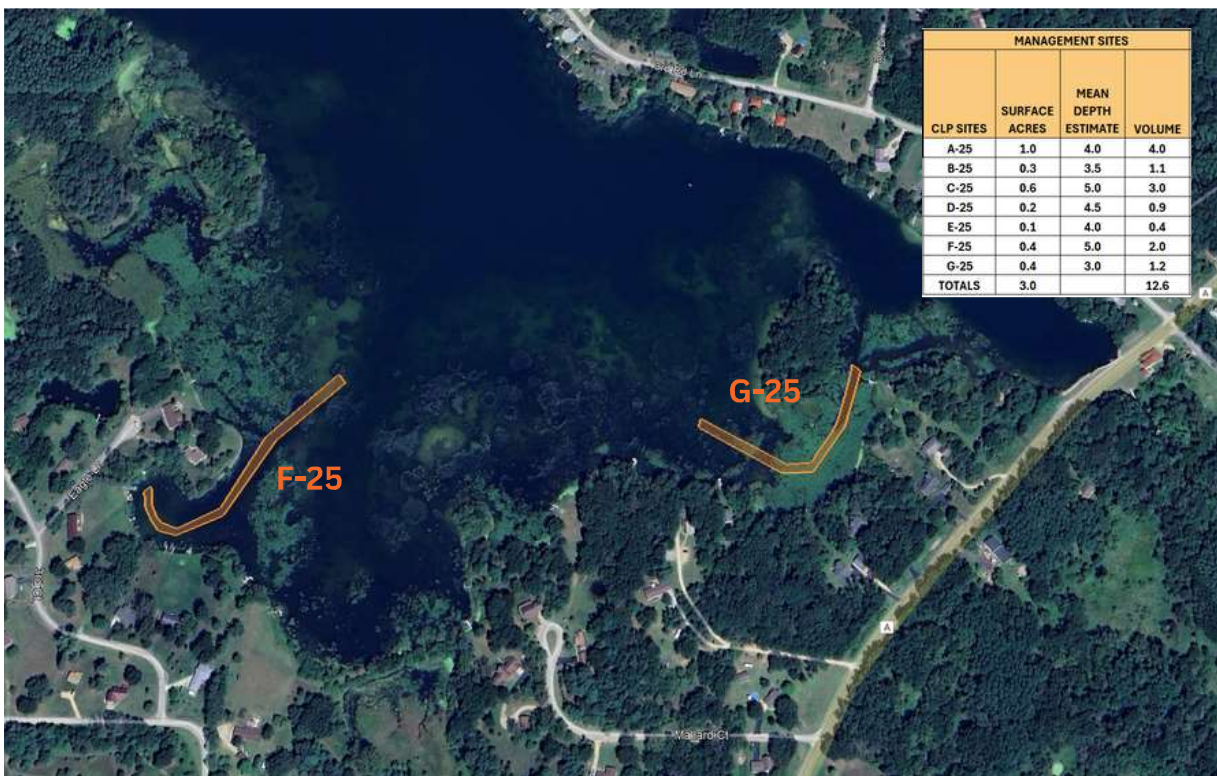 MANAGEMENT SITES
CLP SITES SURFACE ACRES MEAN DEPTH ESTIMATE VOLUME
A-25 1.0 4.0 4.0
B-25 0.3 3.5 1.1
C-25 0.6 5.0 3.0
D-25 0.2 4.5 0.9
E-25 0.1 4.0 0.4
F-25 0.4 5.0 2.0
G-25 0.4 3.0 1.2
TOTALS 3.0 12.6
A
G-25
F-25
A
Mallard Ct